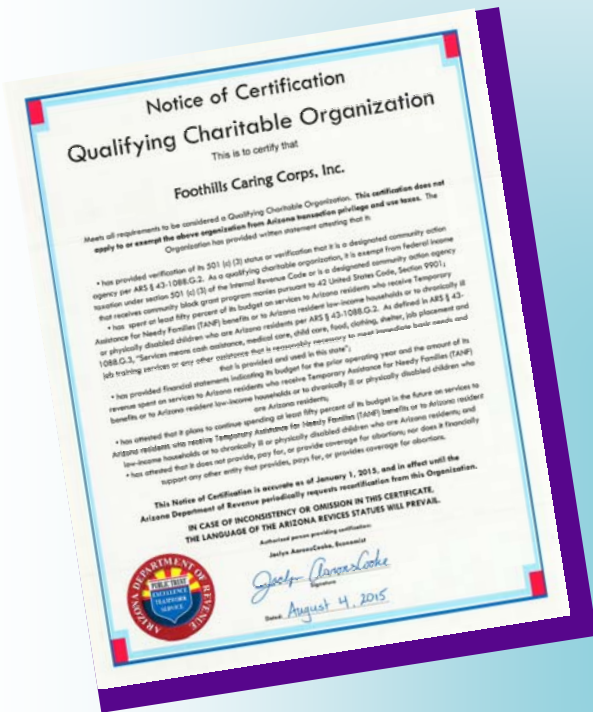 Notice of Certification
Qualifying Charitable Organization
This is to certify that
Foothills Caring Corps, Inc.
Meets all requirements to be considered a Qualifying Charitable Organization. This certification does not
apply to or exempt the above organization from Arizona transaction privilege and use taxes. The
Organization has provided written statement attesting that it:
• has provided verification of its 501 (c) (3) status or verification that it is a designated community action
agency per ARS § 43-1088.G.2. As a qualifying charitable organization, it is exempt from federal income
taxation under section 501 (c) (3) of the Internal Revenue Code or is a designated community action agency
that receives community block grant program monies pursuant to 42 United States Code, Section 9901;
• has spent at least fifty percent of its budget on services to Arizona residents who receive Temporary
Assistance for Needy Families (TANF) benefits or to Arizona resident low-income households or to chronically ill
or physically disabled children who are Arizona residents per ARS § 43-1088.G.2. As defined in ARS § 43-
1088.G.3, "Services means cash assistance, medical care, child care, food, clothing, shelter, job placement and
job training services or any other assistance that is reasonably necessary to meet immediate basic needs and
that is provided and used in this state";
• has provided financial statements indicating its budget for the prior operating year and the amount of its
revenue spent on services to Arizona residents who receive Temporary Assistance for Needy Families (TANF)
benefits or to Arizona resident low-income households or to chronically ill or physically disabled children who
are Arizona residents;
• has attested that it plans to continue spending at least fifty percent of its budget in the future on services to
Arizona residents who receive Temporary Assistance for Needy Families (TANF) benefits or to Arizona resident
low-income households or to chronically ill or physically disabled children who are Arizona residents; and
• has attested that it does not provide, pay for, or provide coverage for abortions; nor does it financially
support any other entity that provides, pays for, or provides coverage for abortions.
This Notice of Certification is accurate as of January 1, 2015, and in effect until the
Arizona Department of Revenue periodically requests recertification from this Organization.
IN CASE OF INCONSISTENCY OR OMISSION IN THIS CERTIFICATE,
THE LANGUAGE OF THE ARIZONA REVICES STATUES WILL PREVAIL.
Authorized person providing certification:
Joclyn AaronsCooke, Economist
Joclyn AaronsCooke
Signature
Dated: August 4, 2015
ARIZONA DEPARTMENT OF REVENUE
PUBLIC TRUST
EXCELLENCE
TEAMWORK
SERVICE